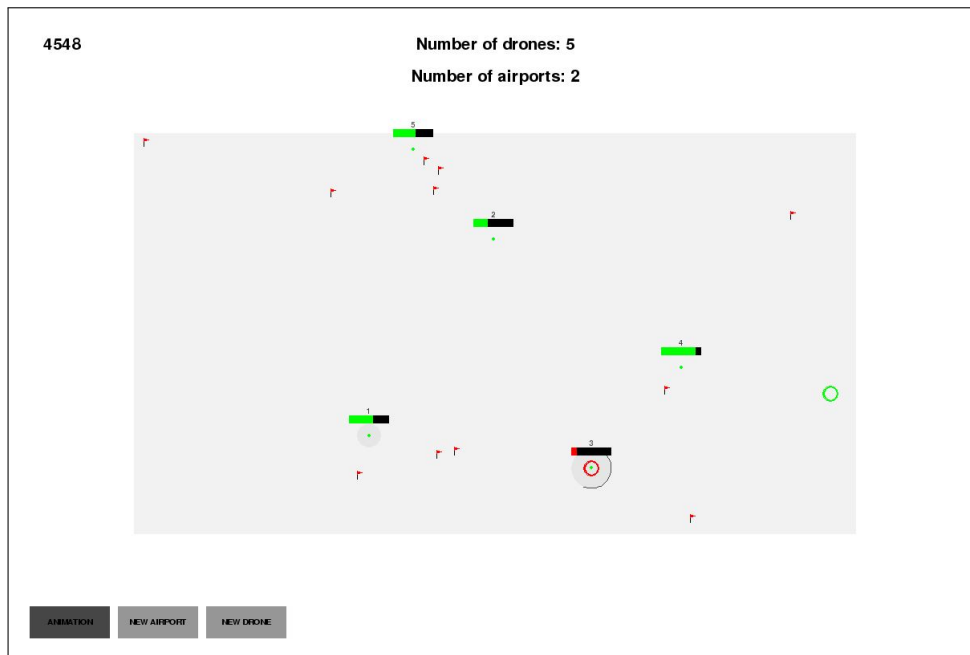 4548
Number of drones: 5
Number of airports: 2
5
2
4
1
3
ANIMATION
NEW AIRPORT
NEW DRONE